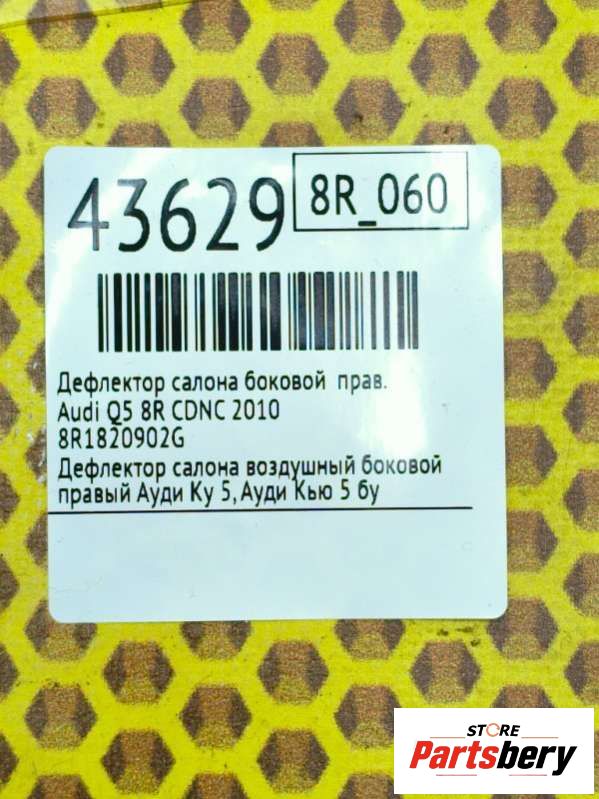 43629
8R_060
Дефлектор салона боковой прав.
Audi Q5 8R CDNC 2010
8R1820902G
Дефлектор салона воздушный боковой
правый Ауди Ку 5, Ауди Кью 5 бу
STORE
Partsbery